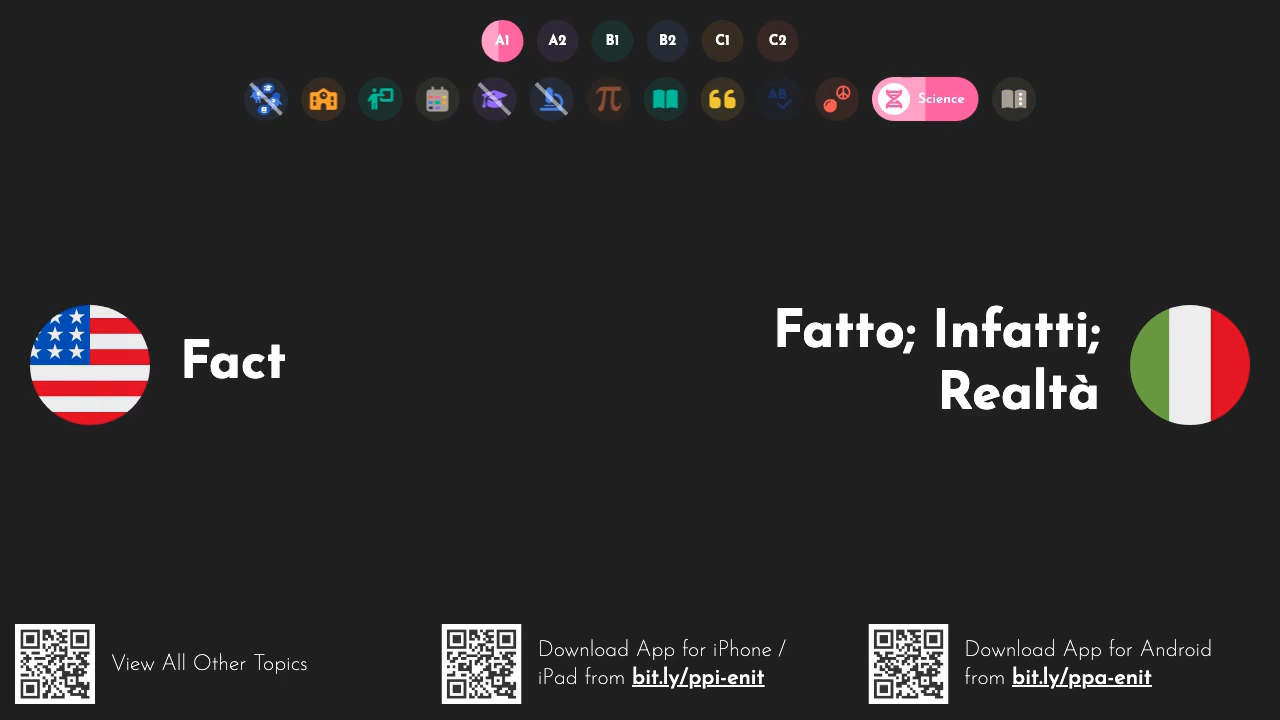 A1 A2 B1 B2 C1 C2
Science
Fact
Fatto; Infatti;
Realtà
View All Other Topics
Download App for iPhone /
iPad from bit.ly/ppi-enit
Download App for Android
from bit.ly/ppa-enit